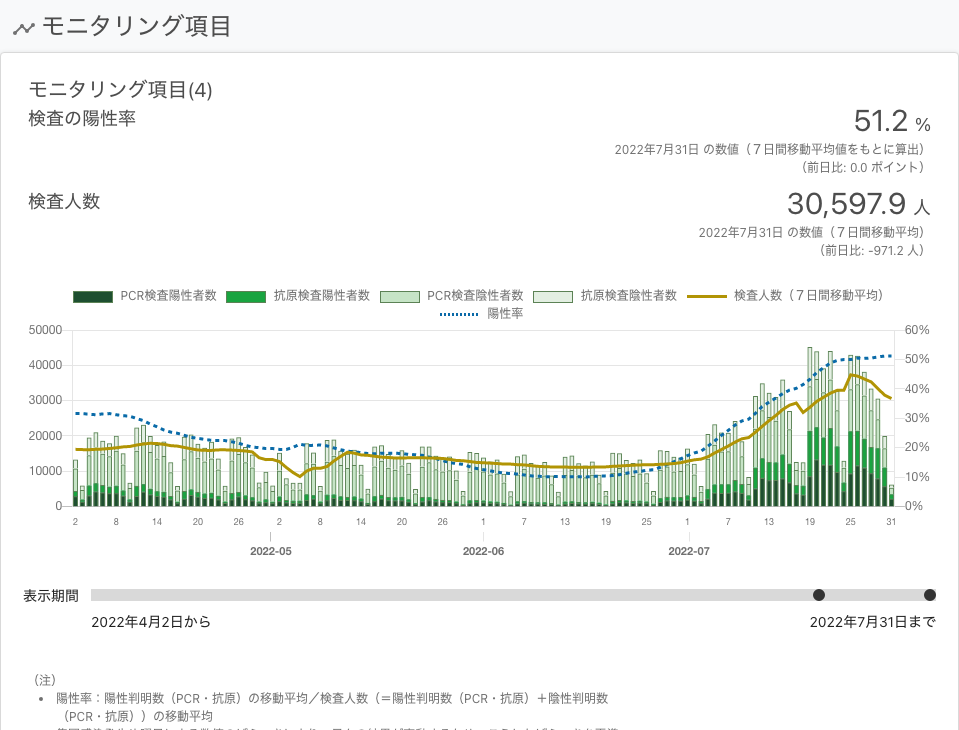 モニタリング項目
モニタリング項目(4)
検査の陽性率
51.2 %
2022年7月31日 の数値（７日間移動平均値をもとに算出）
（前日比: 0.0 ポイント）
検査人数
30,597.9 人
2022年7月31日 の数値（７日間移動平均）
（前日比: -971.2 人）
PCR検査陽性者数 抗原検査陽性者数 PCR検査陰性者数 抗原検査陰性者数 検査人数（７日間移動平均）
陽性率
50000 60%
50%
40000
40%
30000
30%
20000
20%
10000
10%
0 0%
2 8 14 20 26 2 8 14 20 26 1 7 13 19 25 1 7 13 19 25 31
2022-05 2022-06 2022-07
表示期間
2022年4月2日から 2022年7月31日まで
（注）
• 陽性率：陽性判明数（PCR・抗原）の移動平均／検査人数（＝陽性判明数（PCR・抗原）＋陰性判明数
（PCR・抗原））の移動平均